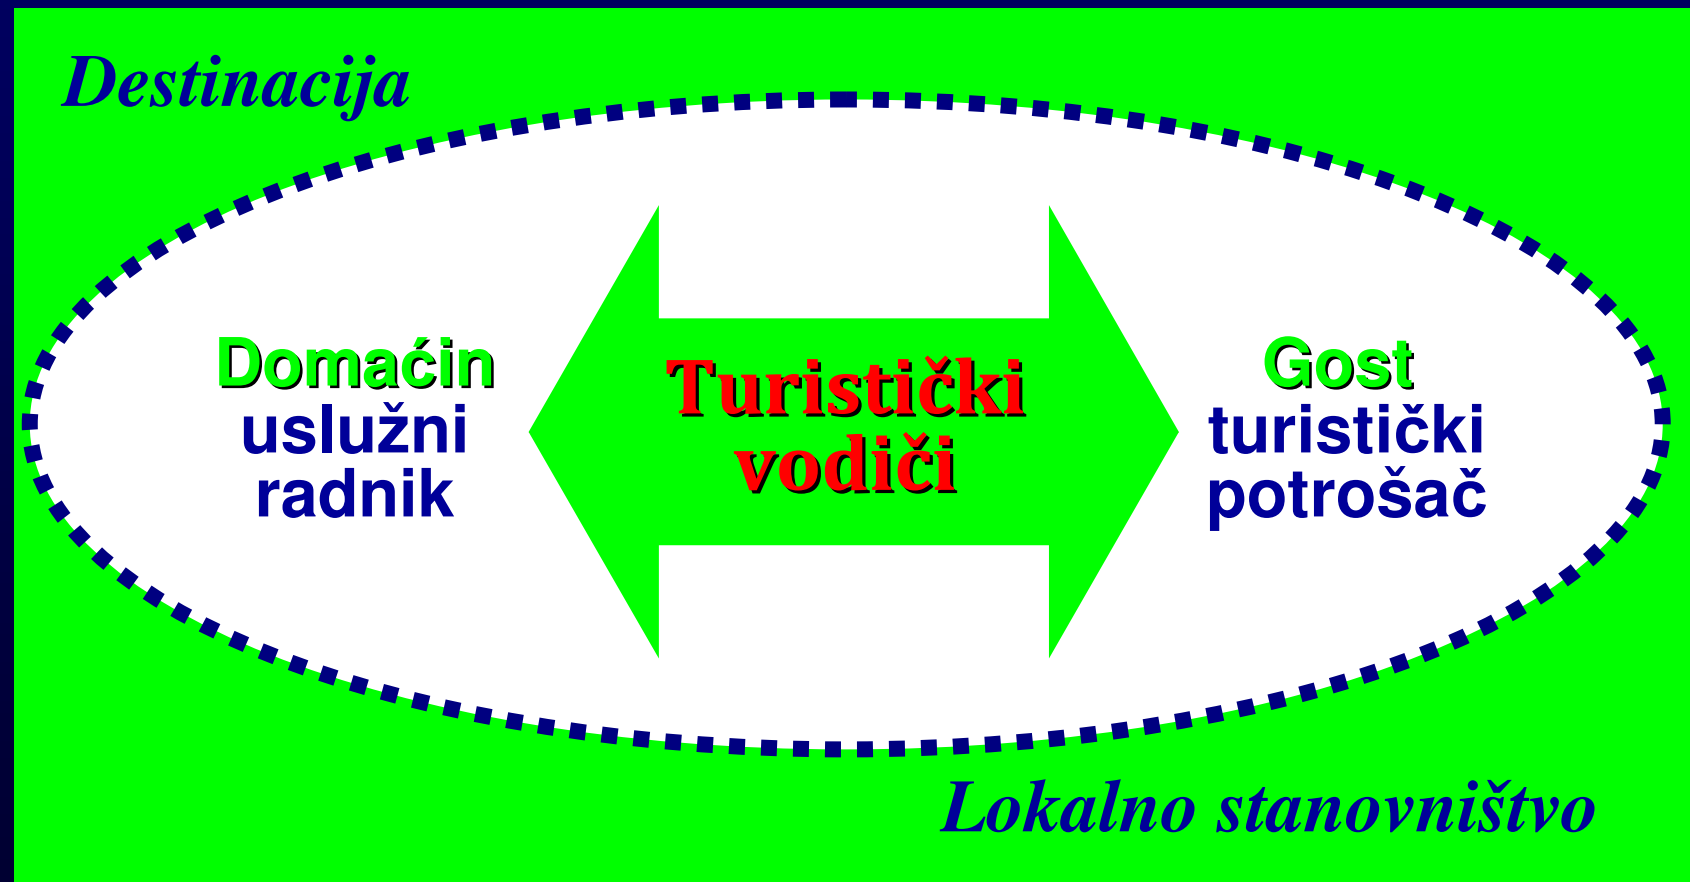 Destinacija
Domaćin
uslužni
radnik
Turistički
vodiči
Gost
turistički
potrošač
Lokalno stanovništvo